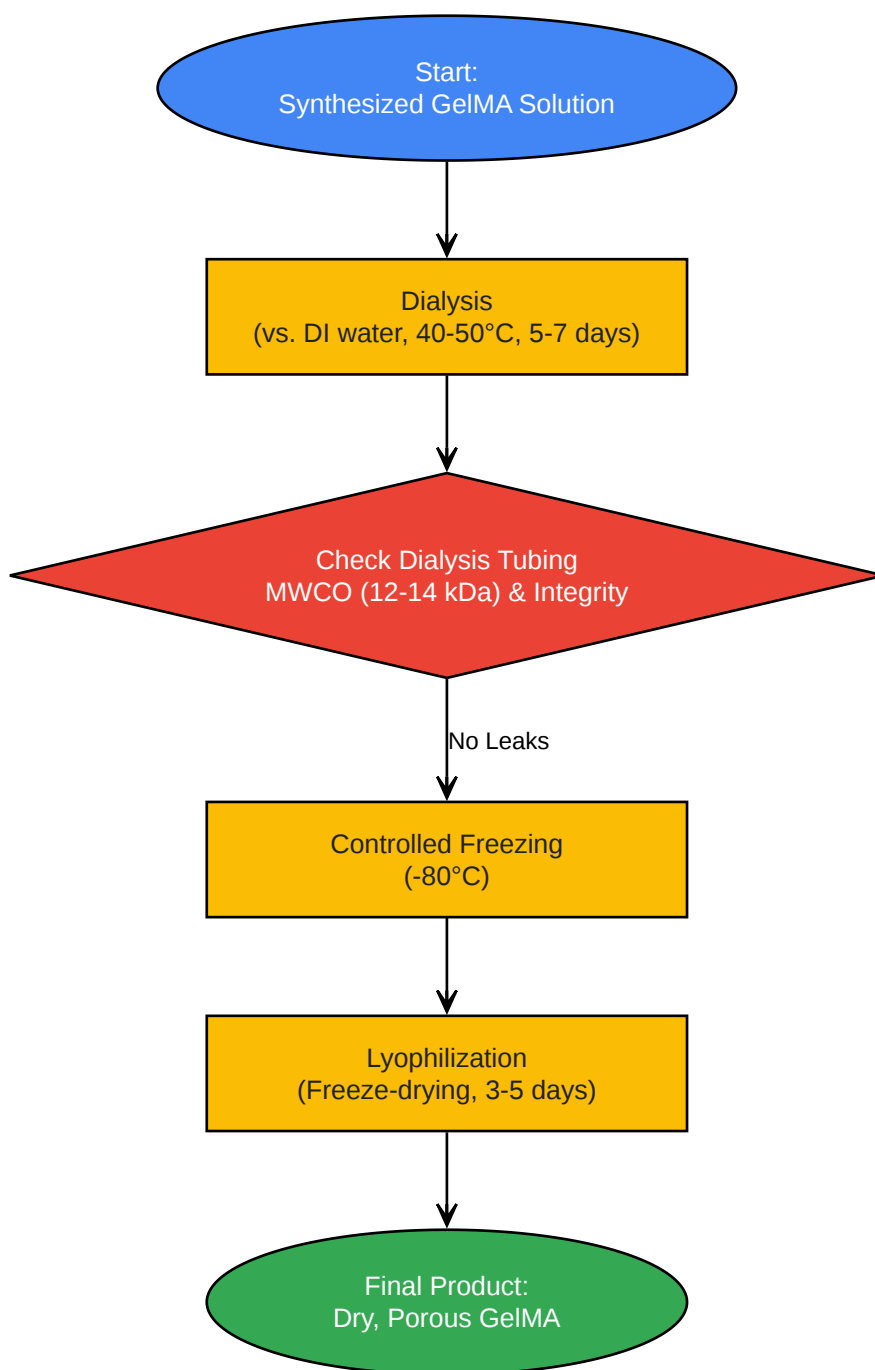 Start:
Synthesized GelMA Solution
Dialysis
(vs. DI water, 40-50°C, 5-7 days)
Check Dialysis Tubing
MWCO (12-14 kDa) & Integrity
No Leaks
Controlled Freezing
(-80°C)
Lyophilization
(Freeze-drying, 3-5 days)
Final Product:
Dry, Porous GelMA